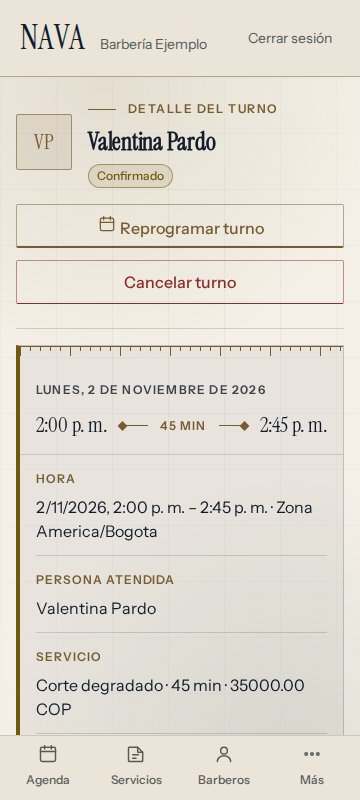 NAVA Barbería Ejemplo Cerrar sesión
DETALLE DEL TURNO
VP
Valentina Pardo
Confirmado
Reprogramar turno
Cancelar turno
LUNES, 2 DE NOVIEMBRE DE 2026
2:00 p. m. 45 MIN 2:45 p. m.
HORA
2/11/2026, 2:00 p. m. – 2:45 p. m. · Zona
America/Bogota
PERSONA ATENDIDA
Valentina Pardo
SERVICIO
Corte degradado · 45 min · 35000.00
COP
Agenda Servicios Barberos Más